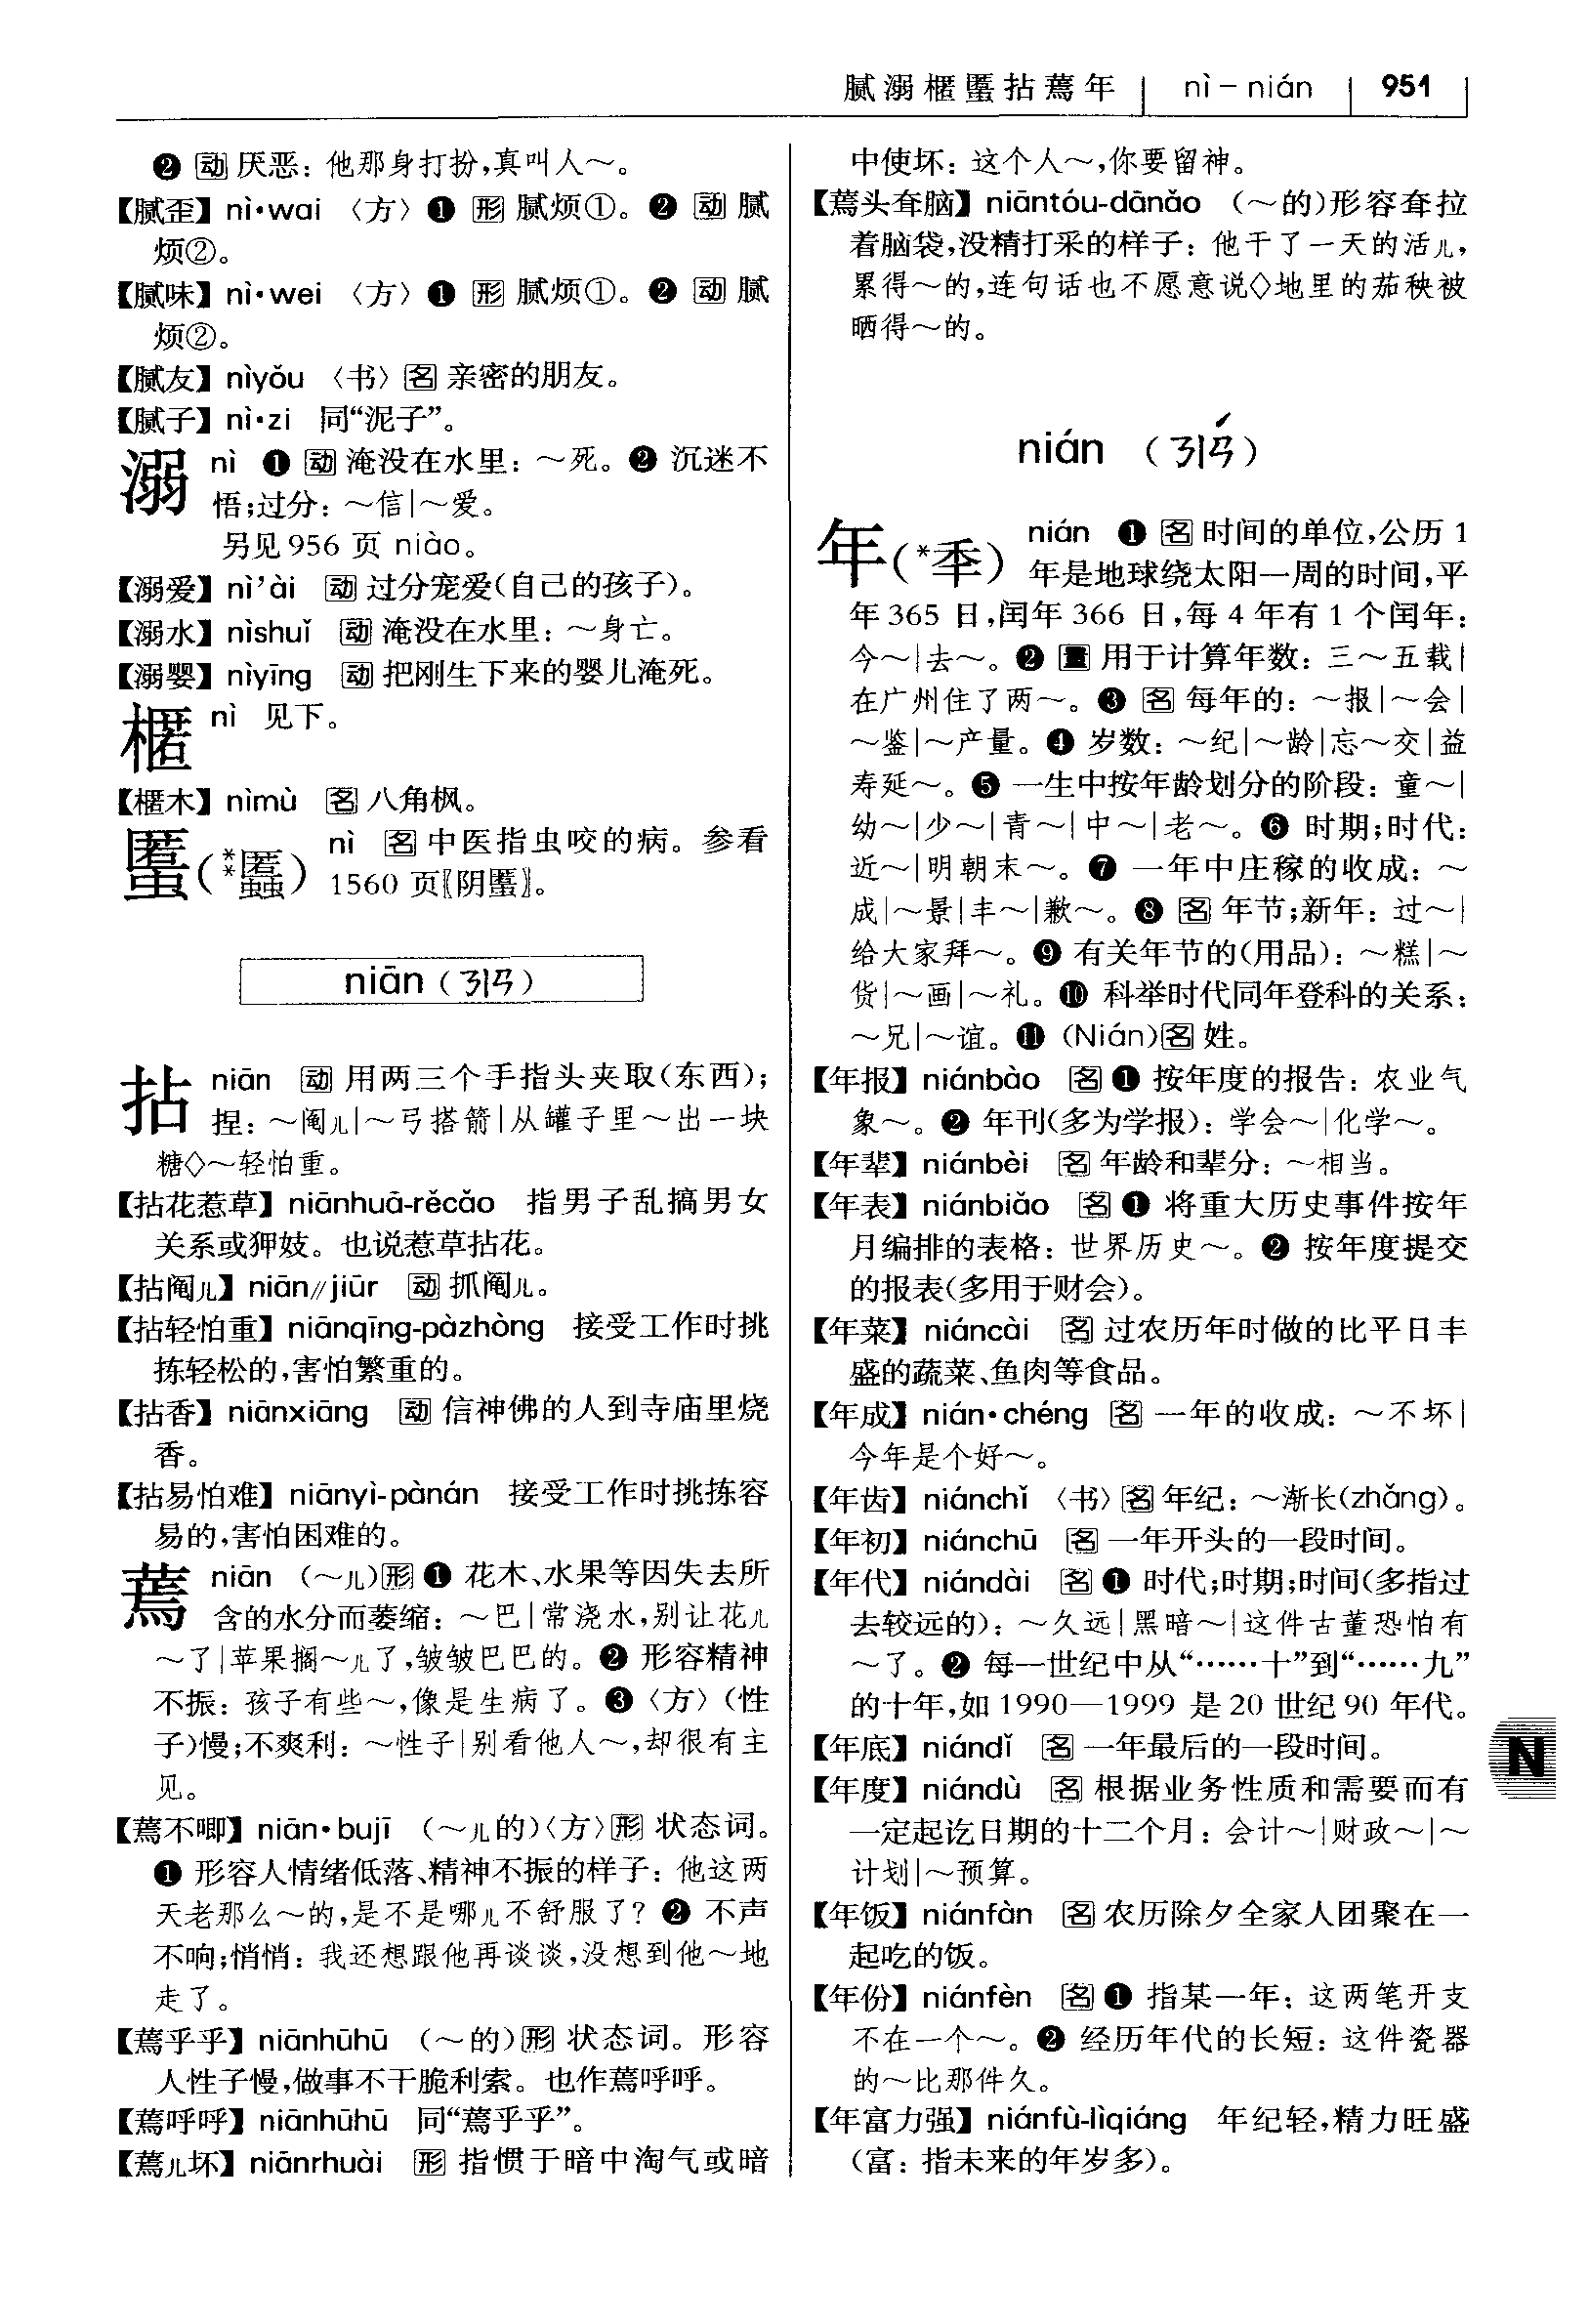 腻溺㮏䘌拈蔫年 nì－nián 951
❷ 动 厌恶：他那身打扮,真叫人～。
【腻歪】nì•wai 〈方〉❶ 形 腻烦①。❷ 动 腻
烦②。
【腻味】nì•wei 〈方〉❶ 形 腻烦①。❷ 动 腻
烦②。
【腻友】nìyǒu 〈书〉名 亲密的朋友。
【腻子】nì•zi 同“泥子”。
溺 nì ❶ 动 淹没在水里：～死。❷ 沉迷不
悟;过分：～信|～爱。
另见 956 页 niào。
【溺爱】nì’ài 动 过分宠爱(自己的孩子)。
【溺水】nìshuǐ 动 淹没在水里：～身亡。
【溺婴】nìyīng 动 把刚生下来的婴儿淹死。
㮏 nì 见下。
【㮏木】nìmù 名 八角枫。
䘌 nì 名 中医指虫咬的病。参看
1560 页〖阴䘌〗。
niān (ㄋㄧㄢ)
拈 niān 动 用两三个手指头夹取(东西);
捏：～阄儿|～弓搭箭|从罐子里～出一块
糖◇～轻怕重。
【拈花惹草】niānhuā-rěcǎo 指男子乱搞男女
关系或狎妓。也说惹草拈花。
【拈阄儿】niān//jiūr 动 抓阄儿。
【拈轻怕重】niānqīng-pàzhòng 接受工作时挑
拣轻松的,害怕繁重的。
【拈香】niānxiāng 动 信神佛的人到寺庙里烧
香。
【拈易怕难】niānyì-pànán 接受工作时挑拣容
易的,害怕困难的。
蔫 niān (～儿)形 ❶ 花木、水果等因失去所
含的水分而萎缩：～巴|常浇水,别让花儿
～了|苹果搁～儿了,皱皱巴巴的。❷ 形容精神
不振：孩子有些～,像是生病了。❸〈方〉(性
子)慢;不爽利：～性子|别看他人～,却很有主
见。
【蔫不唧】niān•bujī (～儿的)〈方〉形 状态词。
❶ 形容人情绪低落、精神不振的样子：他这两
天老那么～的,是不是哪儿不舒服了？❷ 不声
不响;悄悄：我还想跟他再谈谈,没想到他～地
走了。
【蔫乎乎】niānhūhū (～的)形 状态词。形容
人性子慢,做事不干脆利索。也作蔫呼呼。
【蔫呼呼】niānhūhū 同“蔫乎乎”。
【蔫儿坏】niānrhuài 形 指惯于暗中淘气或暗
中使坏：这个人～,你要留神。
【蔫头耷脑】niāntóu-dānǎo (～的)形容耷拉
着脑袋,没精打采的样子：他干了一天的活儿,
累得～的,连句话也不愿意说◇地里的茄秧被
晒得～的。
nián (ㄋㄧㄢˊ)
年(*秊) nián ❶ 名 时间的单位,公历 1
年是地球绕太阳一周的时间,平
年 365 日,闰年 366 日,每 4 年有 1 个闰年：
今～|去～。❷ 量 用于计算年数：三～五载|
在广州住了两～。❸ 名 每年的：～报|～会|
～鉴|～产量。❹ 岁数：～纪|～龄|忘～交|益
寿延～。❺ 一生中按年龄划分的阶段：童～|
幼～|少～|青～|中～|老～。❻ 时期;时代：
近～|明朝末～。❼ 一年中庄稼的收成：～
成|～景|丰～|歉～。❽ 名 年节;新年：过～|
给大家拜～。❾ 有关年节的(用品)：～糕|～
货|～画|～礼。❿ 科举时代同年登科的关系：
～兄|～谊。⓫ (Nián)名 姓。
【年报】niánbào 名 ❶ 按年度的报告：农业气
象～。❷ 年刊(多为学报)：学会～|化学～。
【年辈】niánbèi 名 年龄和辈分：～相当。
【年表】niánbiǎo 名 ❶ 将重大历史事件按年
月编排的表格：世界历史～。❷ 按年度提交
的报表(多用于财会)。
【年菜】niáncài 名 过农历年时做的比平日丰
盛的蔬菜、鱼肉等食品。
【年成】nián•chéng 名 一年的收成：～不坏|
今年是个好～。
【年齿】niánchǐ 〈书〉名 年纪：～渐长(zhǎng)。
【年初】niánchū 名 一年开头的一段时间。
【年代】niándài 名 ❶ 时代;时期;时间(多指过
去较远的)：～久远|黑暗～|这件古董恐怕有
～了。❷ 每一世纪中从“……十”到“……九”
的十年,如 1990—1999 是 20 世纪 90 年代。
【年底】niándǐ 名 一年最后的一段时间。
【年度】niándù 名 根据业务性质和需要而有
一定起讫日期的十二个月：会计～|财政～|～
计划|～预算。
【年饭】niánfàn 名 农历除夕全家人团聚在一
起吃的饭。
【年份】niánfèn 名 ❶ 指某一年：这两笔开支
不在一个～。❷ 经历年代的长短：这件瓷器
的～比那件久。
【年富力强】niánfù-lìqiáng 年纪轻,精力旺盛
(富：指未来的年岁多)。
N